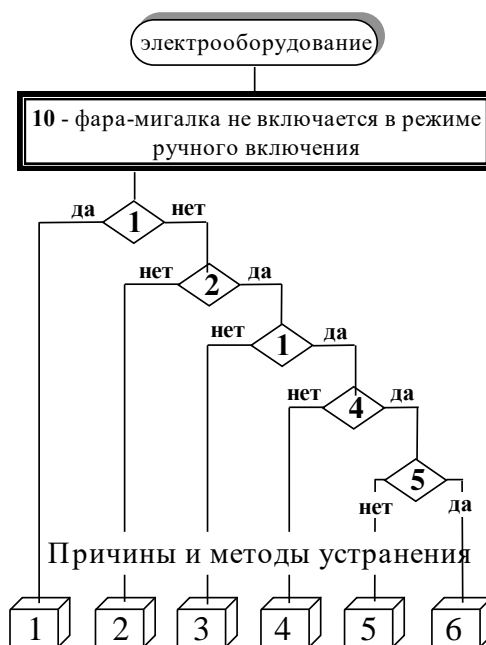 электрооборудование
10 - фара-мигалка не включается в режиме
ручного включения
да 1 нет
нет 2 да
нет 1 да
нет 4 да
5
нет да
Причины и методы устранения
1 2 3 4 5 6